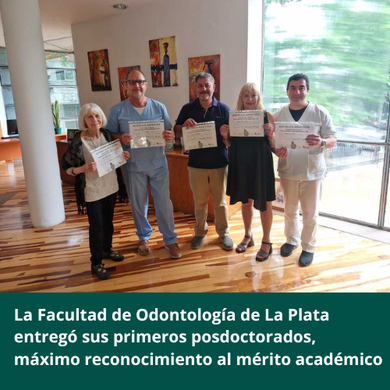 La Facultad de Odontología de La Plata
entregó sus primeros posdoctorados,
máximo reconocimiento al mérito académico